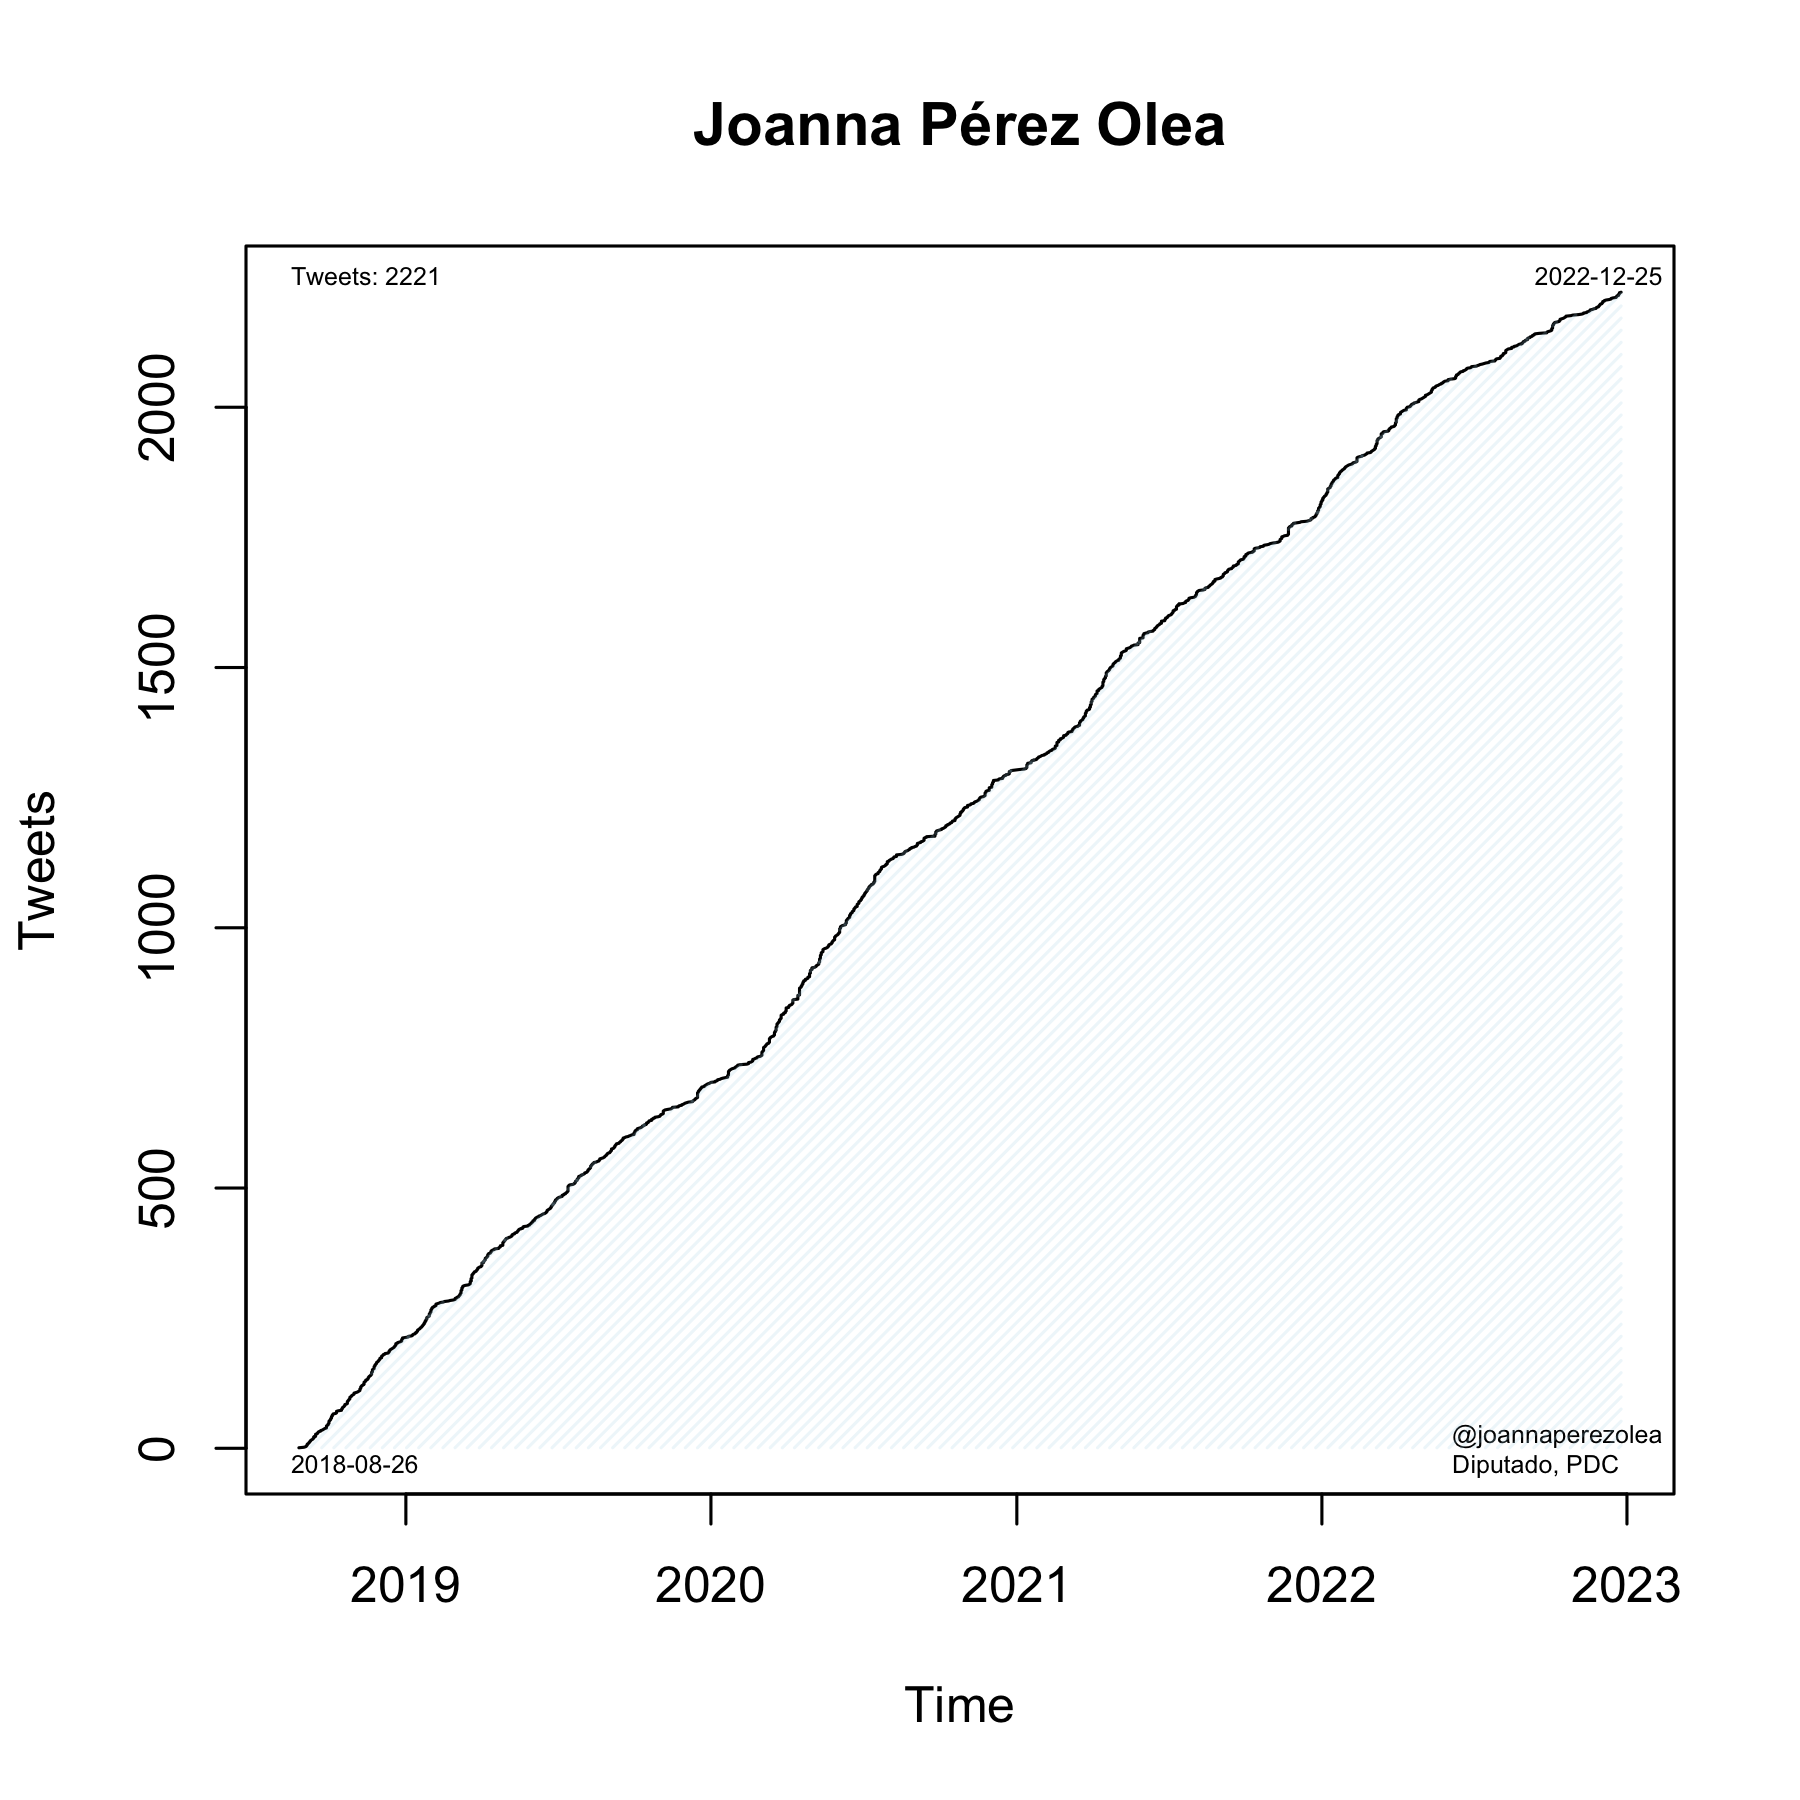 Joanna Pérez Olea
Tweets: 2221
2022-12-25
2000
1500
1000
500
0
Tweets
2018-08-26
@joannaperezolea
Diputado, PDC
2019 2020 2021 2022 2023
Time